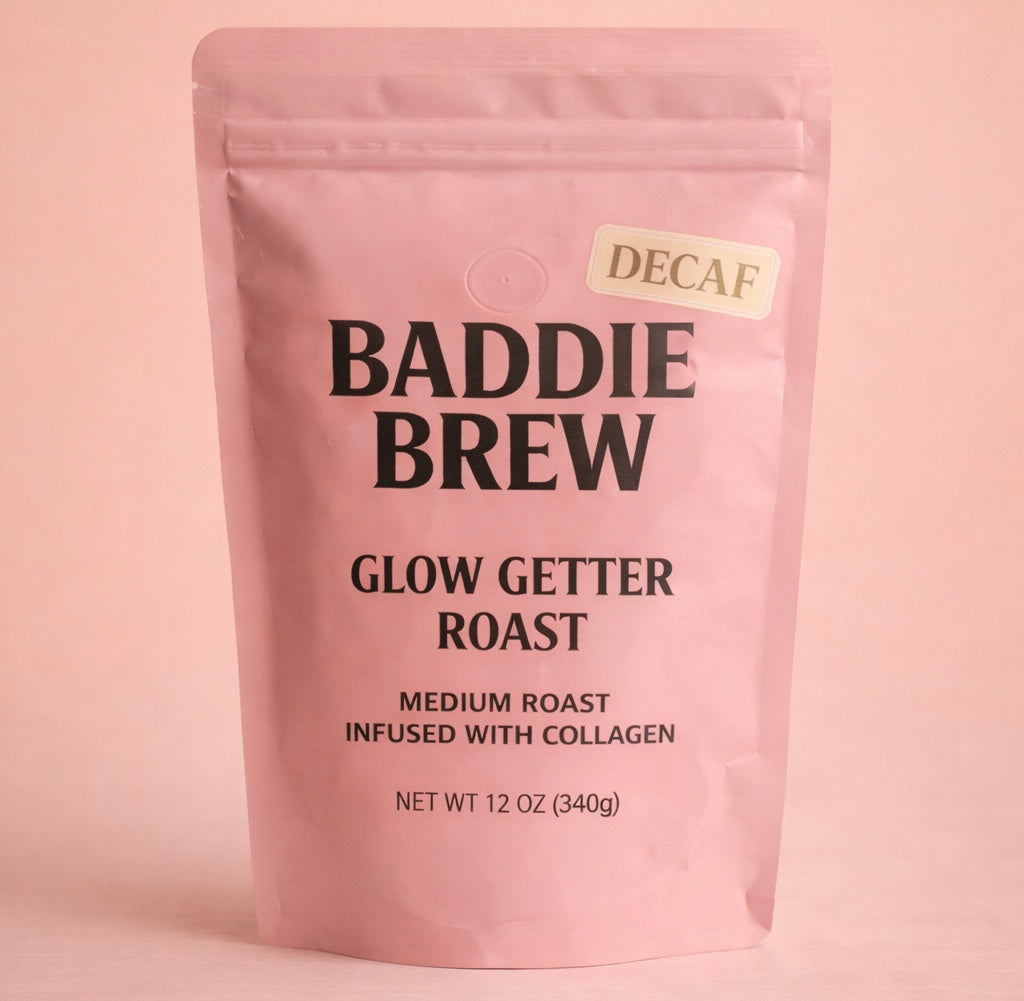 DECAF
BADDIE
BREW
GLOW GETTER
ROAST
MEDIUM ROAST
INFUSED WITH COLLAGEN
NET WT 12 OZ (340g)